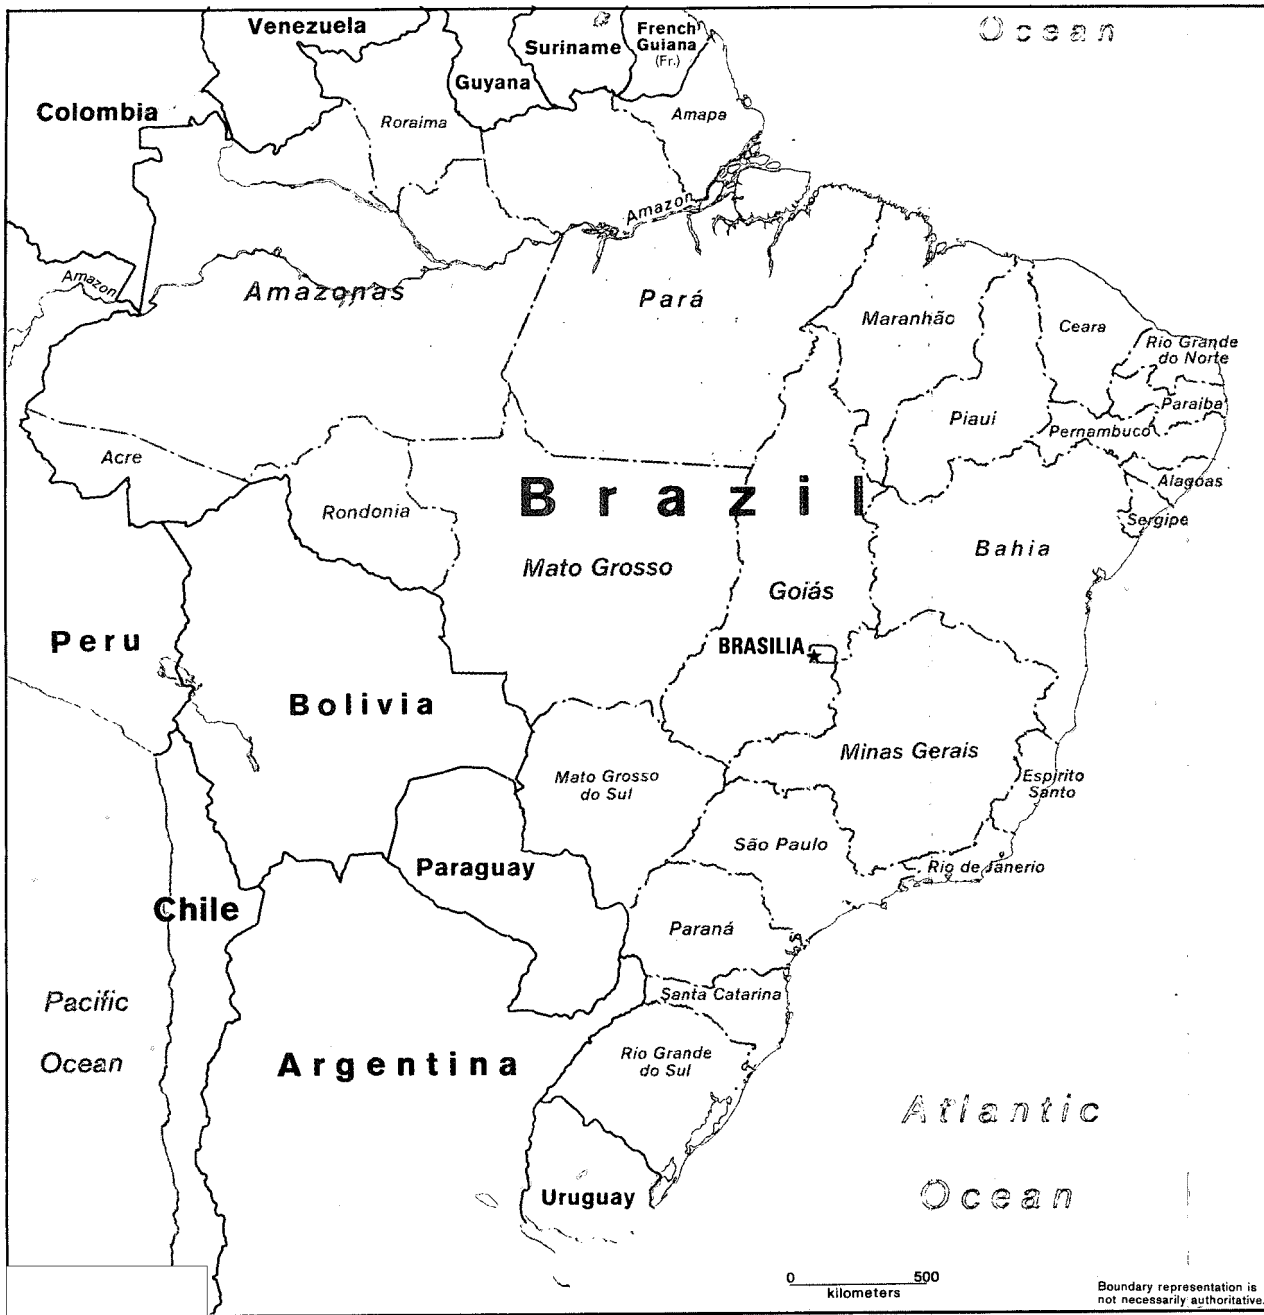 Venezuela
Suriname
French
Guiana
(Fr.)
Ocean
Guyana
Colombia
Roraima
Amapa
Amazon
Amazon
Amazonas
Pará
Maranhão
Ceara
Rio Grande
do Norte
Paraiba
Piaui
Pernambuco
Acre
Alagoas
Rondonia
Brazil
Sergipe
Bahia
Mato Grosso
Goiás
Peru
BRASILIA
Bolivia
Minas Gerais
Mato Grosso
do Sul
Espirito
Santo
São Paulo
Paraguay
Rio de Janerio
Chile
Paraná
Santa Catarina
Pacific
Ocean
Argentina
Rio Grande
do Sul
Atlantic
Ocean
Uruguay
0 500
kilometers
Boundary representation is
not necessarily authoritative.